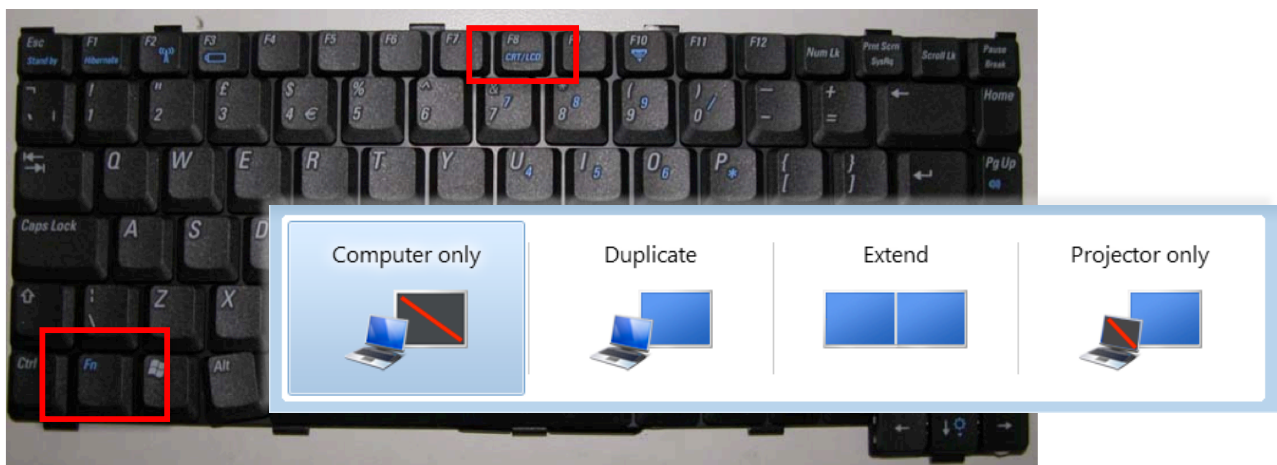 Esc F1 F2 F3 F4 F5 F6 F7 F8 F9 F10 F11 F12 Num Lk Prnt Scrn Scroll Lk Pause
Stand by Hibernate CRT/LCD SysRq Break
! " £ $ % ^ & 7 * 8 ( 9 ) / — + Home
1 2 3 4 € 5 6 7 8 9 0 - =
Q W E R T Y U 4 I 5 O 6 P * { } Pg Up
[ ]
Caps Lock A S D
Computer only Duplicate Extend Projector only
\ Z X
Ctrl Fn Alt